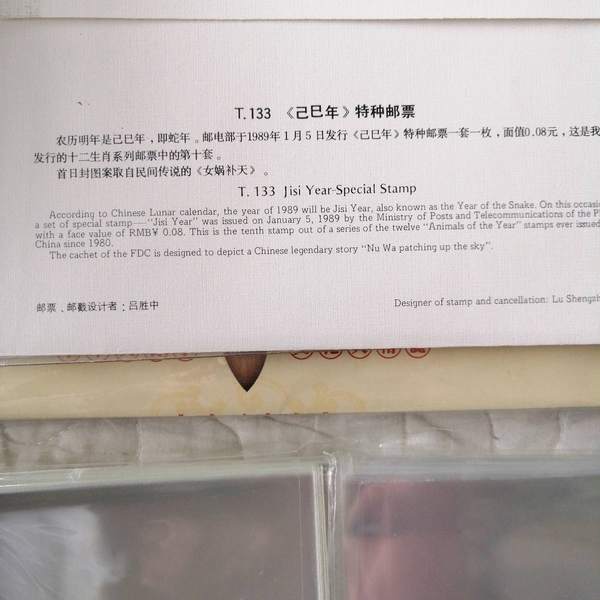 T.133 《己巳年》特种邮票
农历明年是己巳年，即蛇年。邮电部于1989年1月5日发行《己巳年》特种邮票一套一枚，面值0.08元，这是我
发行的十二生肖系列邮票中的第十套。
首日封图案取自民间传说的《女娲补天》。
T. 133 Jisi Year-Special Stamp
According to Chinese Lunar calendar, the year of 1989 will be Jisi Year, also known as the Year of the Snake. On this occasio
a set of special stamp—"Jisi Year" was issued on January 5, 1989 by the Ministry of Posts and Telecommunications of the P
with a face value of RMB¥ 0.08. This is the tenth stamp out of a series of the twelve "Animals of the Year" stamps ever issued
China since 1980.
The cachet of the FDC is designed to depict a Chinese legendary story "Nu Wa patching up the sky".
邮票、邮戳设计者：吕胜中
Designer of stamp and cancellation: Lu Shengzh